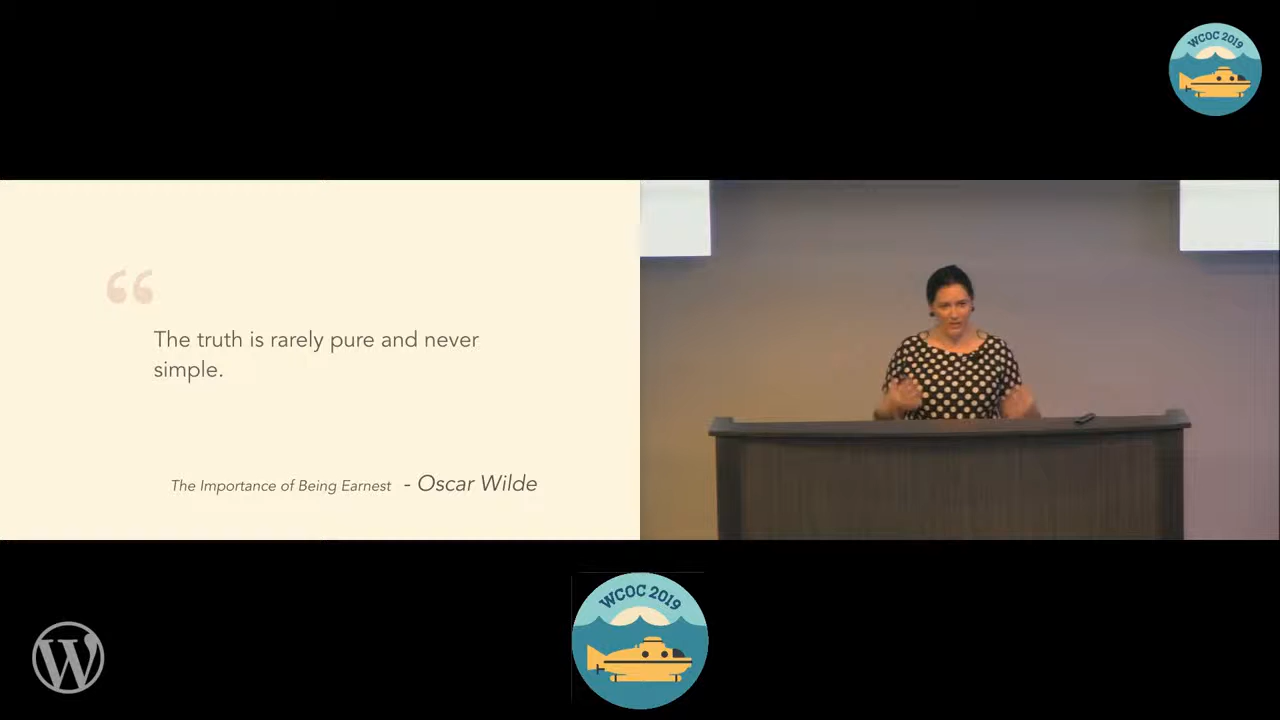 WCOC 2019
“
The truth is rarely pure and never
simple.
The Importance of Being Earnest - Oscar Wilde
WCOC 2019
W